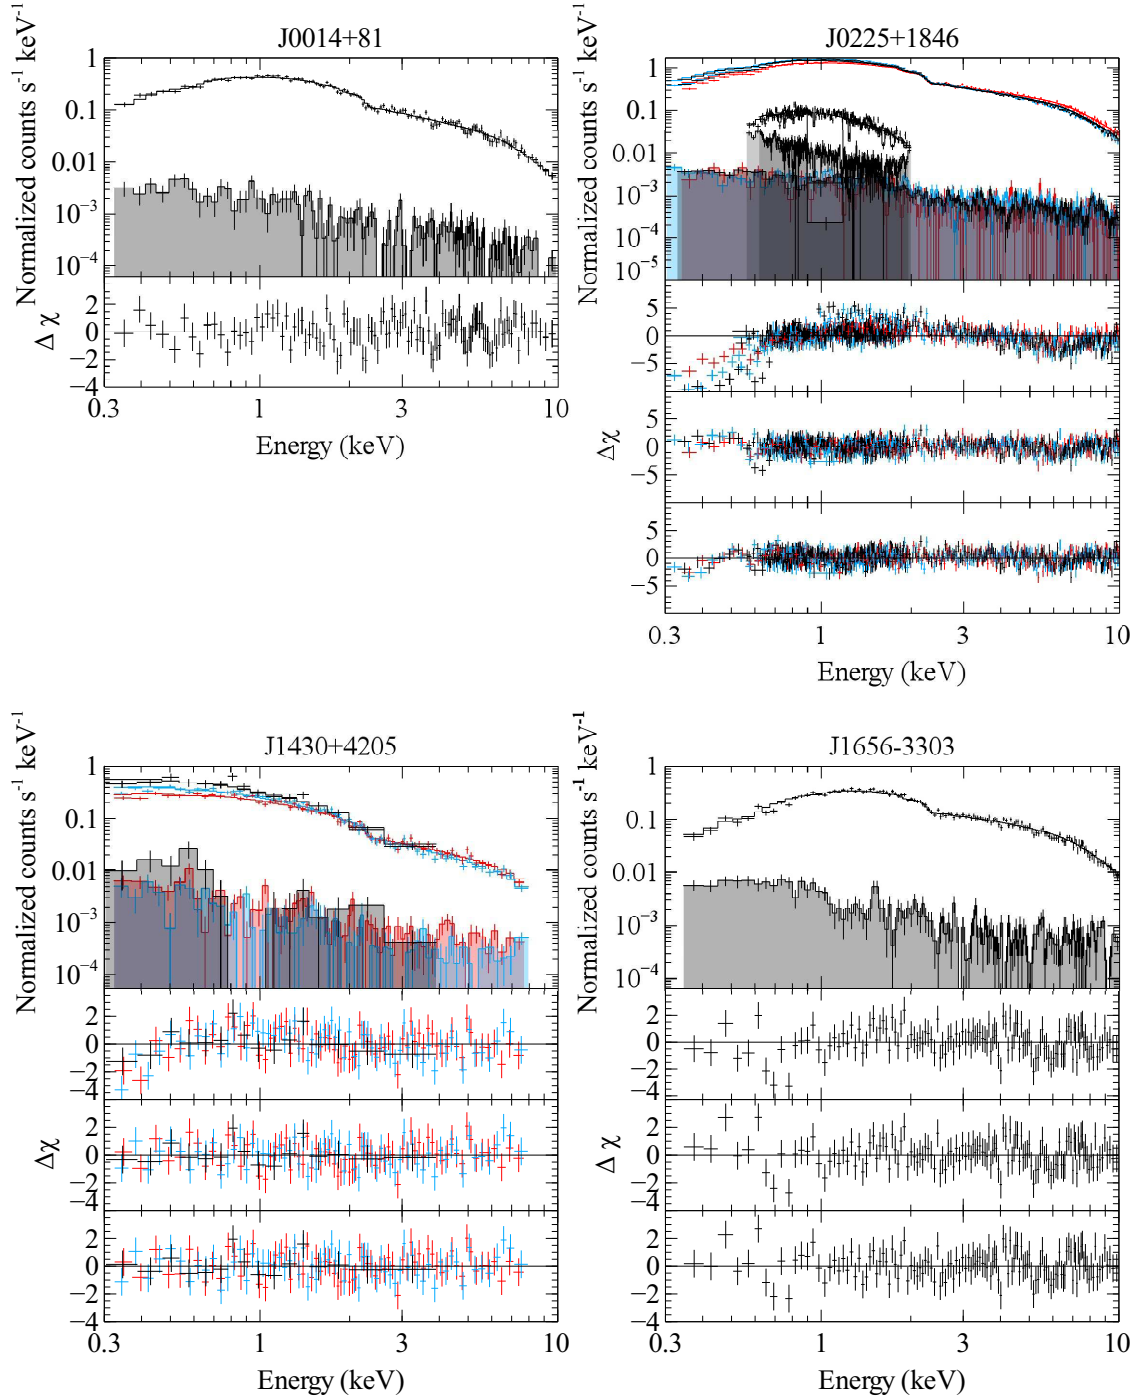 J0014+81
Normalized counts s⁻¹ keV⁻¹
1
0.1
0.01
10⁻³
10⁻⁴
Δ χ
2
0
−2
−4
0.3 1 3 10
Energy (keV)
J0225+1846
Normalized counts s⁻¹ keV⁻¹
1
0.1
0.01
10⁻³
10⁻⁴
10⁻⁵
5
0
−5
Δχ
5
0
−5
5
0
−5
0.3 1 3 10
Energy (keV)
J1430+4205
Normalized counts s⁻¹ keV⁻¹
1
0.1
0.01
10⁻³
10⁻⁴
2
0
−2
−4
Δχ
2
0
−2
−4
2
0
−2
−4
0.3 1 3 10
Energy (keV)
J1656-3303
Normalized counts s⁻¹ keV⁻¹
1
0.1
0.01
10⁻³
10⁻⁴
2
0
−2
−4
Δ χ
2
0
−2
−4
2
0
−2
−4
0.3 1 3 10
Energy (keV)